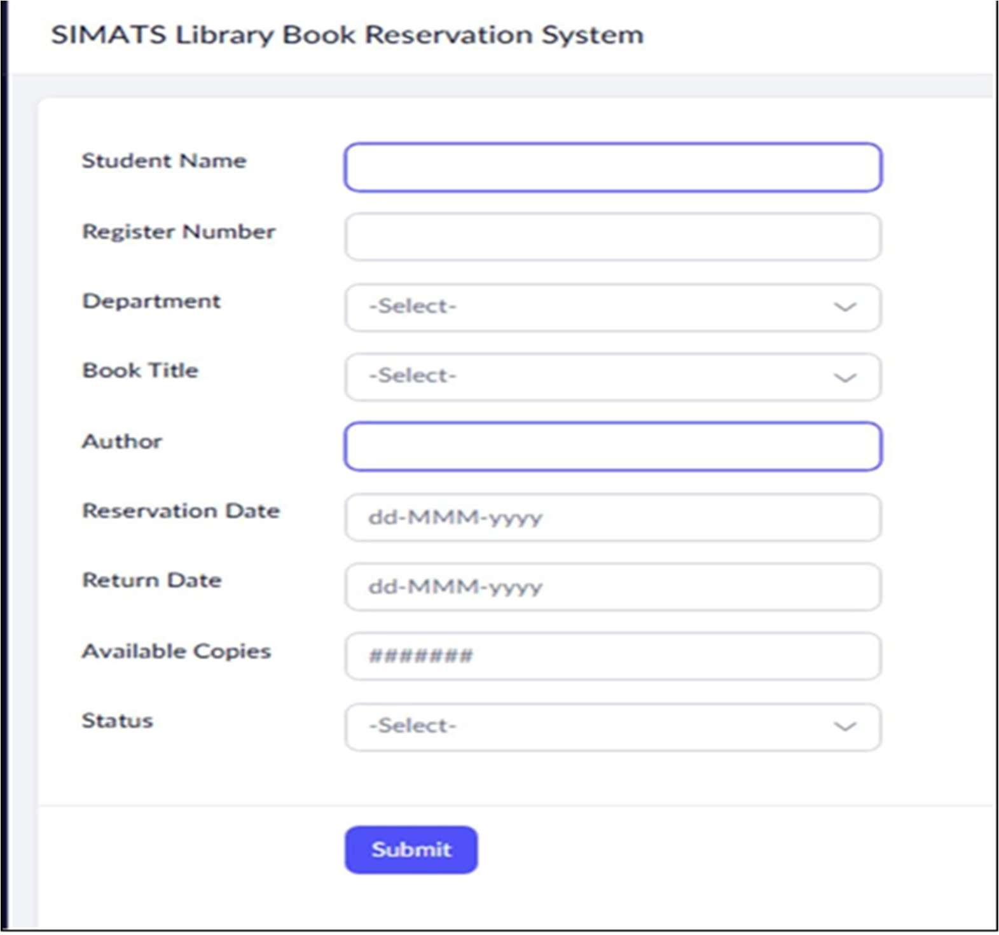 SIMATS Library Book Reservation System
Student Name
Register Number
Department
-Select-
Book Title
-Select-
Author
Reservation Date
dd-MMM-yyyy
Return Date
dd-MMM-yyyy
Available Copies
#######
Status
-Select-
Submit